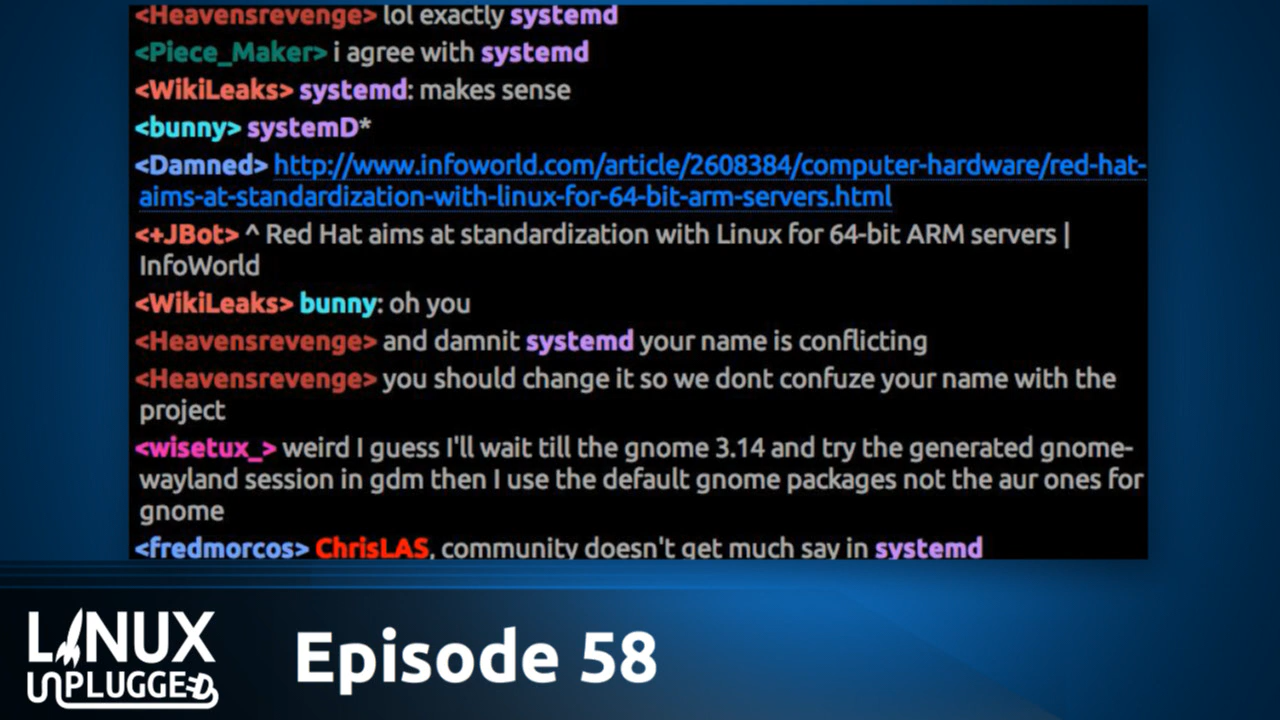 <Heavensrevenge> lol exactly systemd
<Piece_Maker> i agree with systemd
<WikiLeaks> systemd: makes sense
<bunny> systemD*
<Damned> http://www.infoworld.com/article/2608384/computer-hardware/red-hat-
aims-at-standardization-with-linux-for-64-bit-arm-servers.html
<+JBot> ^ Red Hat aims at standardization with Linux for 64-bit ARM servers |
InfoWorld
<WikiLeaks> bunny: oh you
<Heavensrevenge> and damnit systemd your name is conflicting
<Heavensrevenge> you should change it so we dont confuze your name with the
project
<wisetux_> weird I guess I'll wait till the gnome 3.14 and try the generated gnome-
wayland session in gdm then I use the default gnome packages not the aur ones for
gnome
<fredmorcos> ChrisLAS, community doesn't get much say in systemd
LINUX
UNPLUGGED
Episode 58